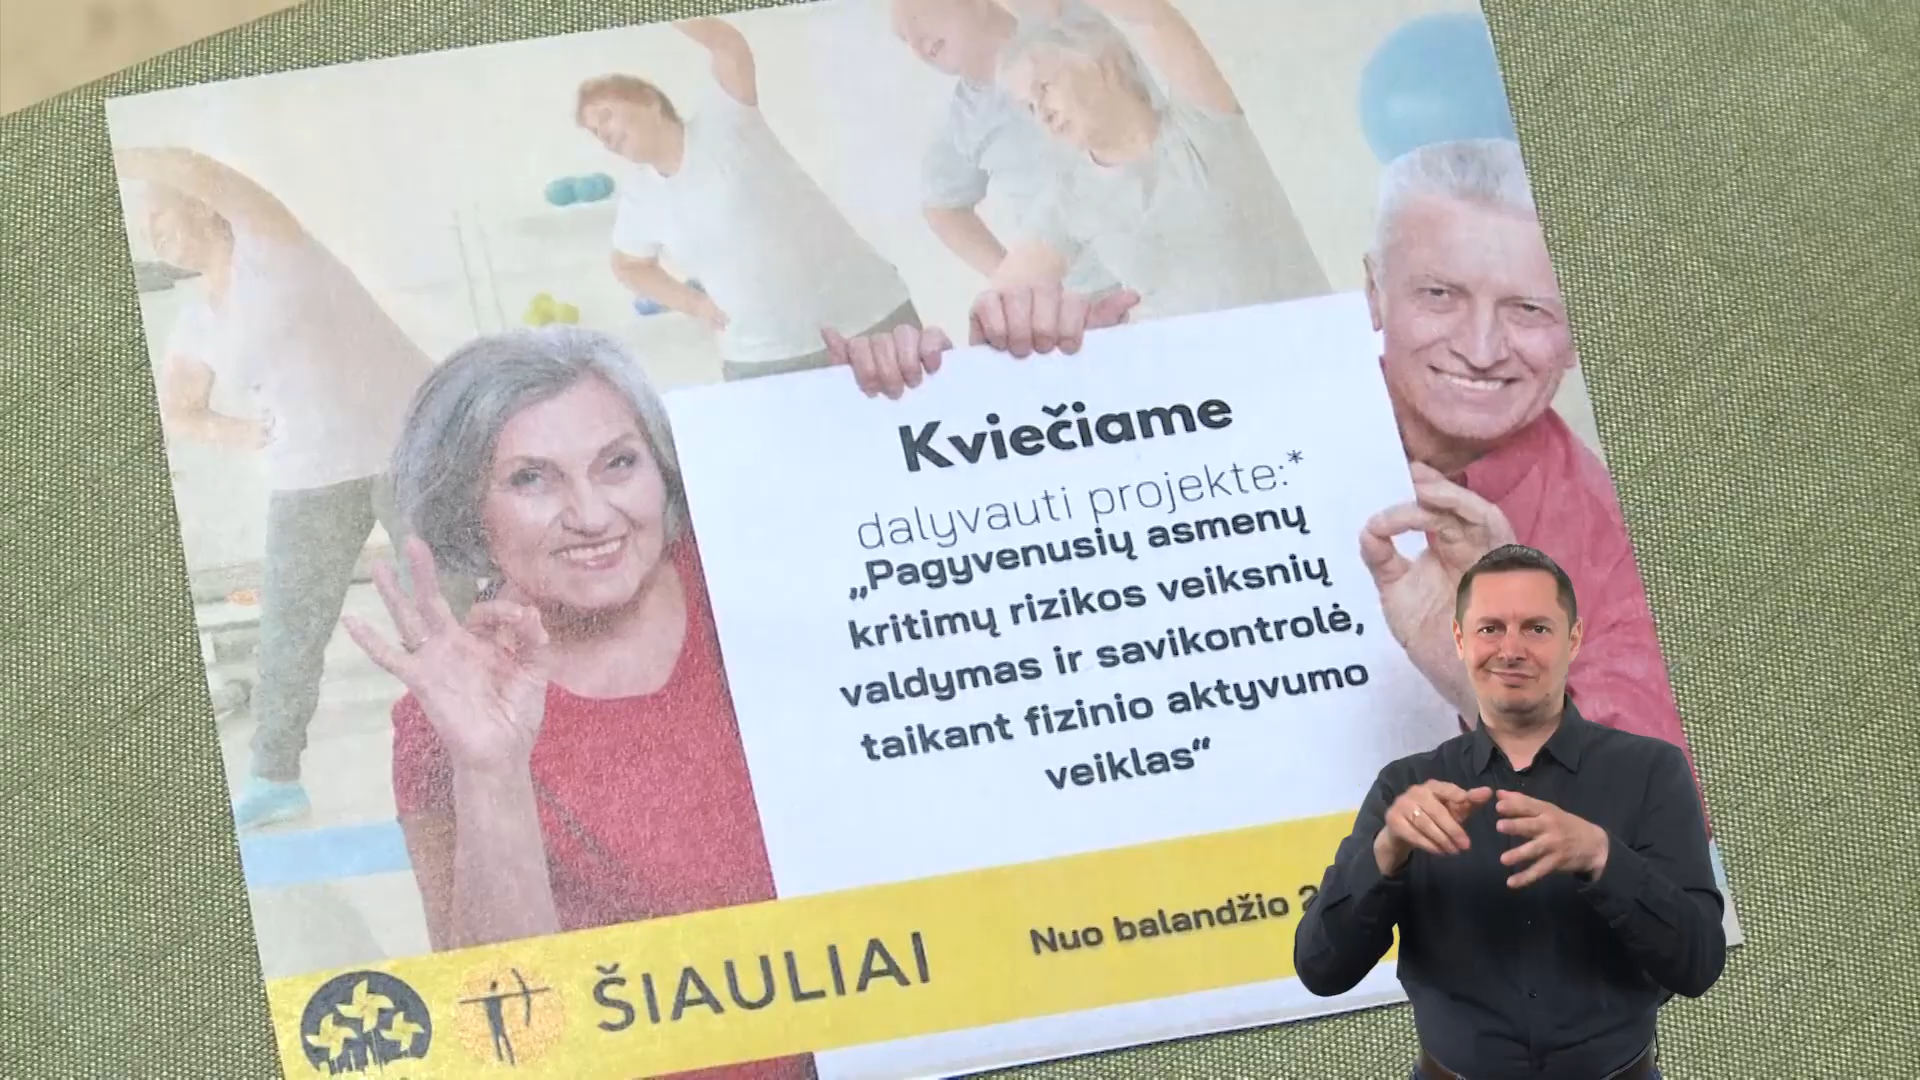 Kviečiame
dalyvauti projekte:*
„Pagyvenusių asmenų
kritimų rizikos veiksnių
valdymas ir savikontrolė,
taikant fizinio aktyvumo
veiklas“
ŠIAULIAI
Nuo balandžio